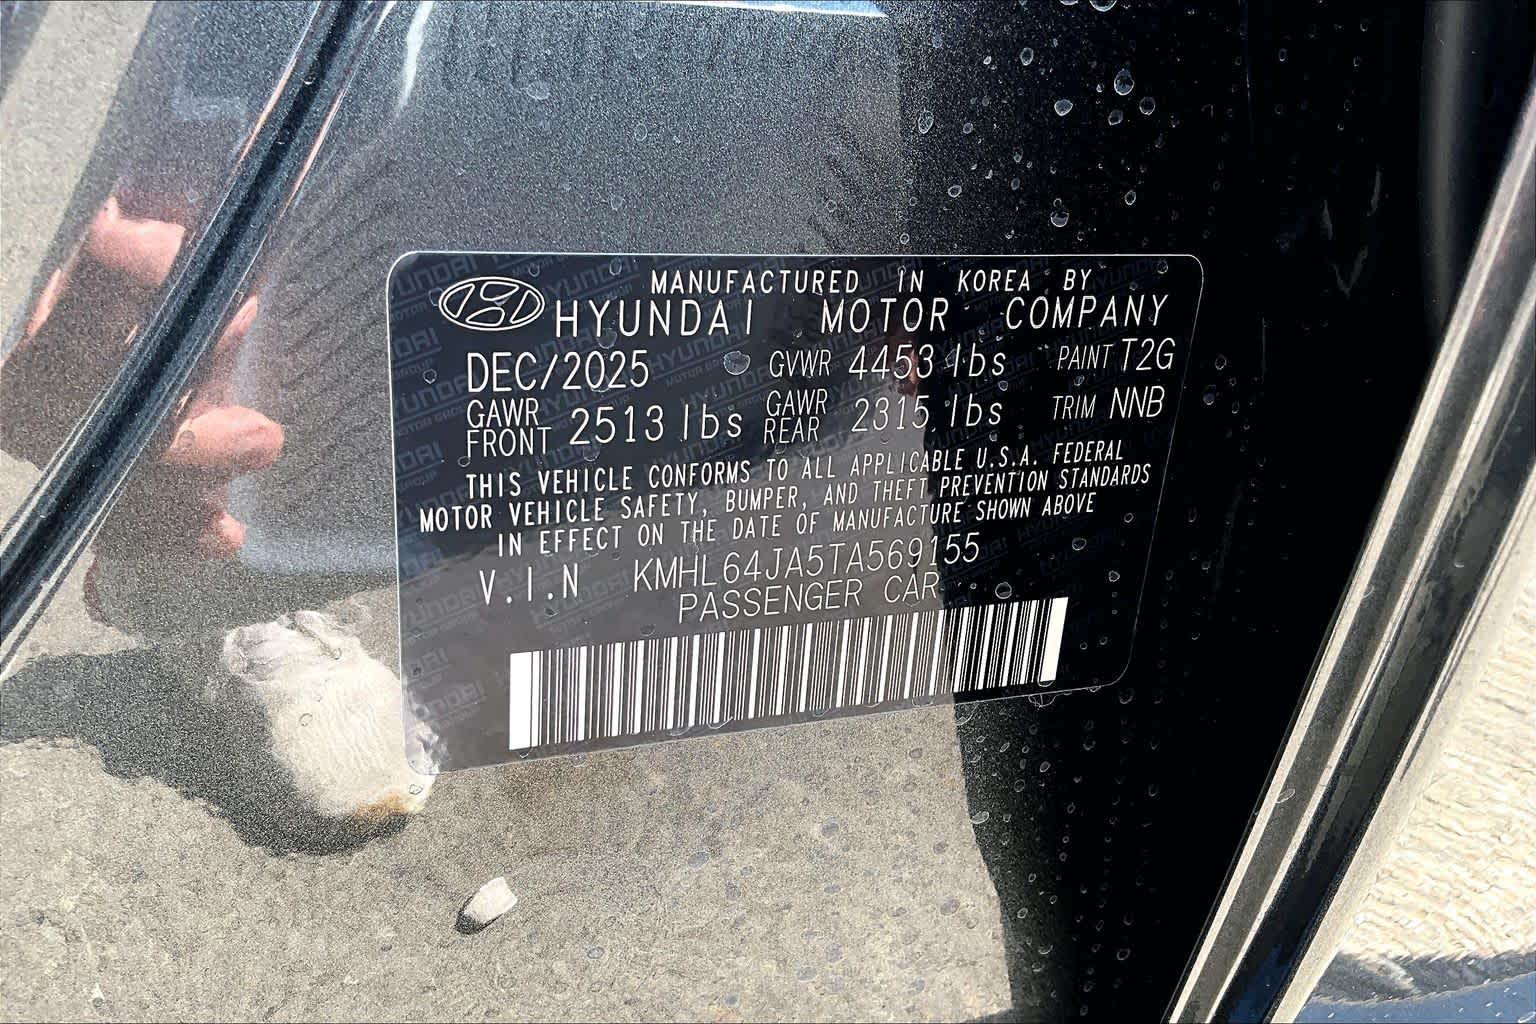 MANUFACTURED IN KOREA BY
HYUNDAI MOTOR COMPANY
DEC/2025 GVWR 4453 lbs PAINT T2G
GAWR FRONT 2513 lbs GAWR REAR 2315 lbs TRIM NNB
THIS VEHICLE CONFORMS TO ALL APPLICABLE U.S.A. FEDERAL
MOTOR VEHICLE SAFETY, BUMPER, AND THEFT PREVENTION STANDARDS
IN EFFECT ON THE DATE OF MANUFACTURE SHOWN ABOVE
V.I.N KMHL64JA5TA569155
PASSENGER CAR